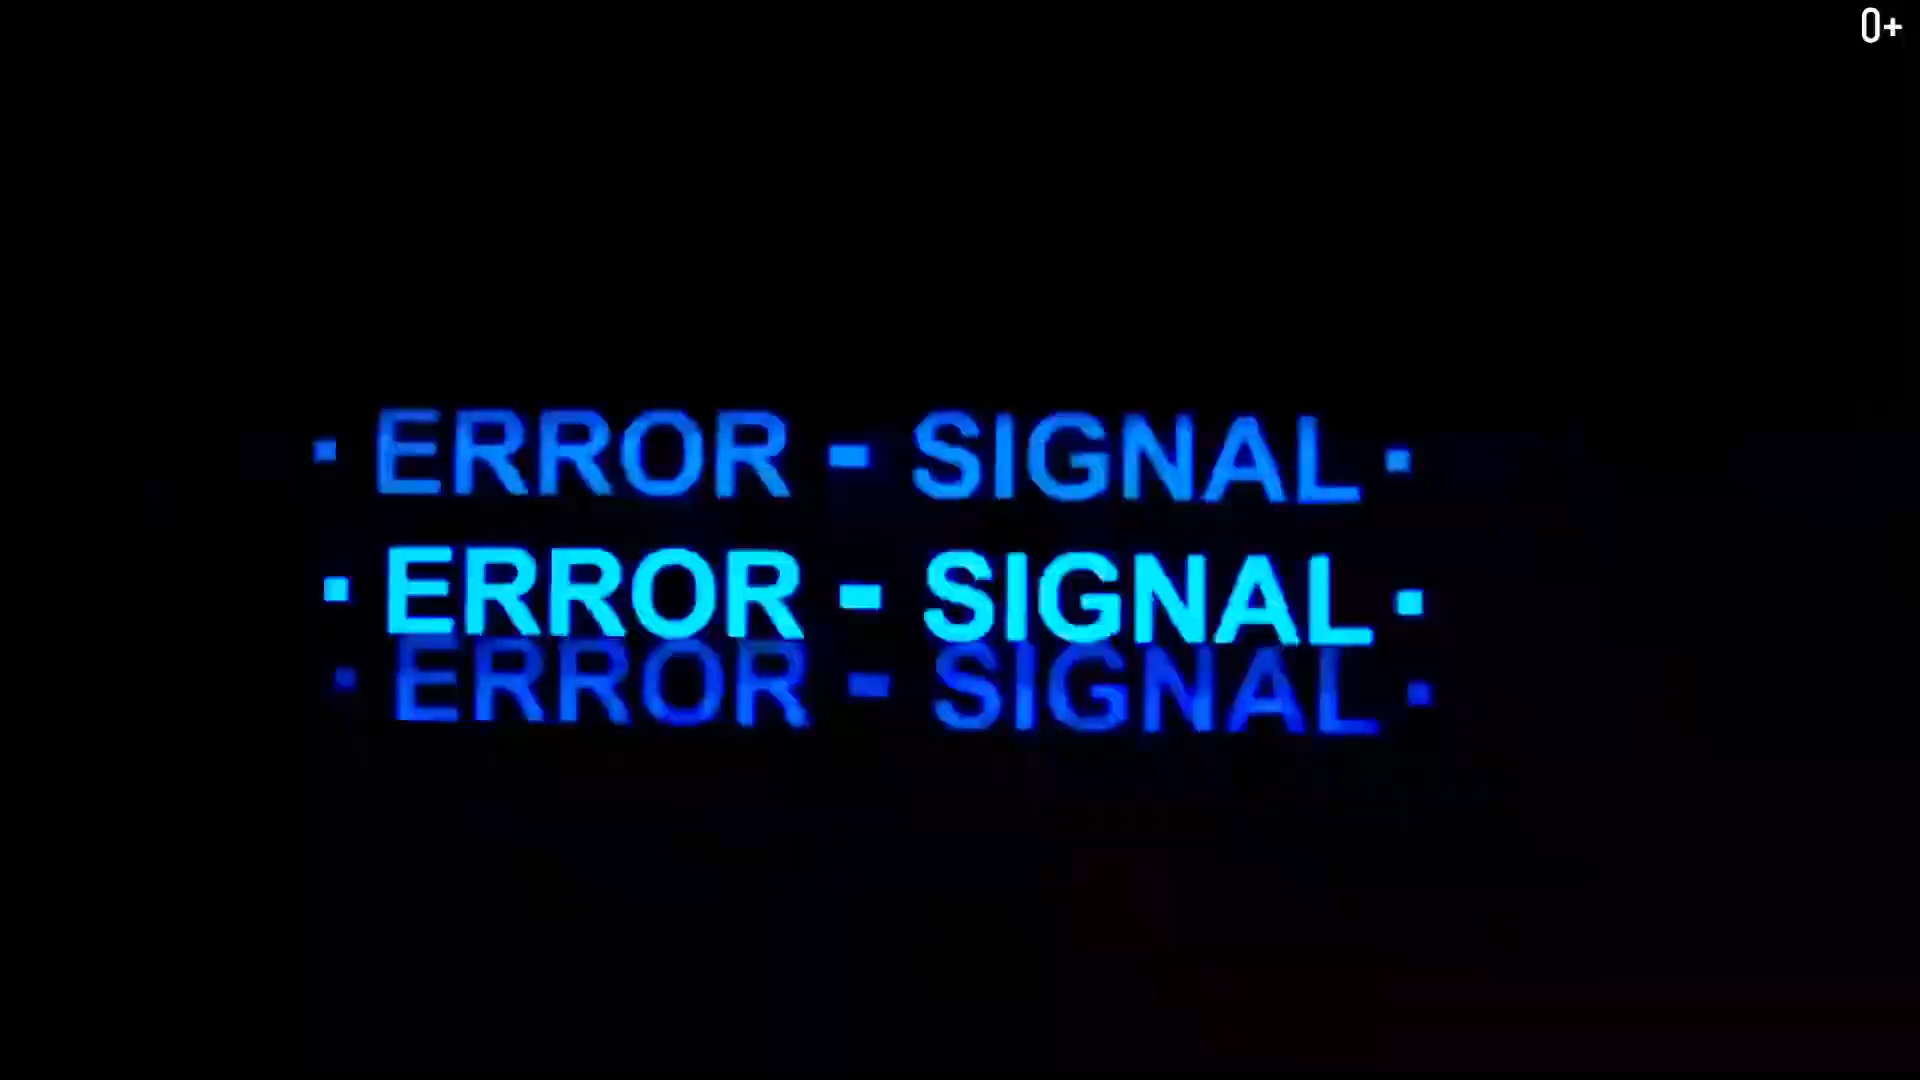 0+
· ERROR - SIGNAL ·
· ERROR - SIGNAL ·
· ERROR - SIGNAL ·